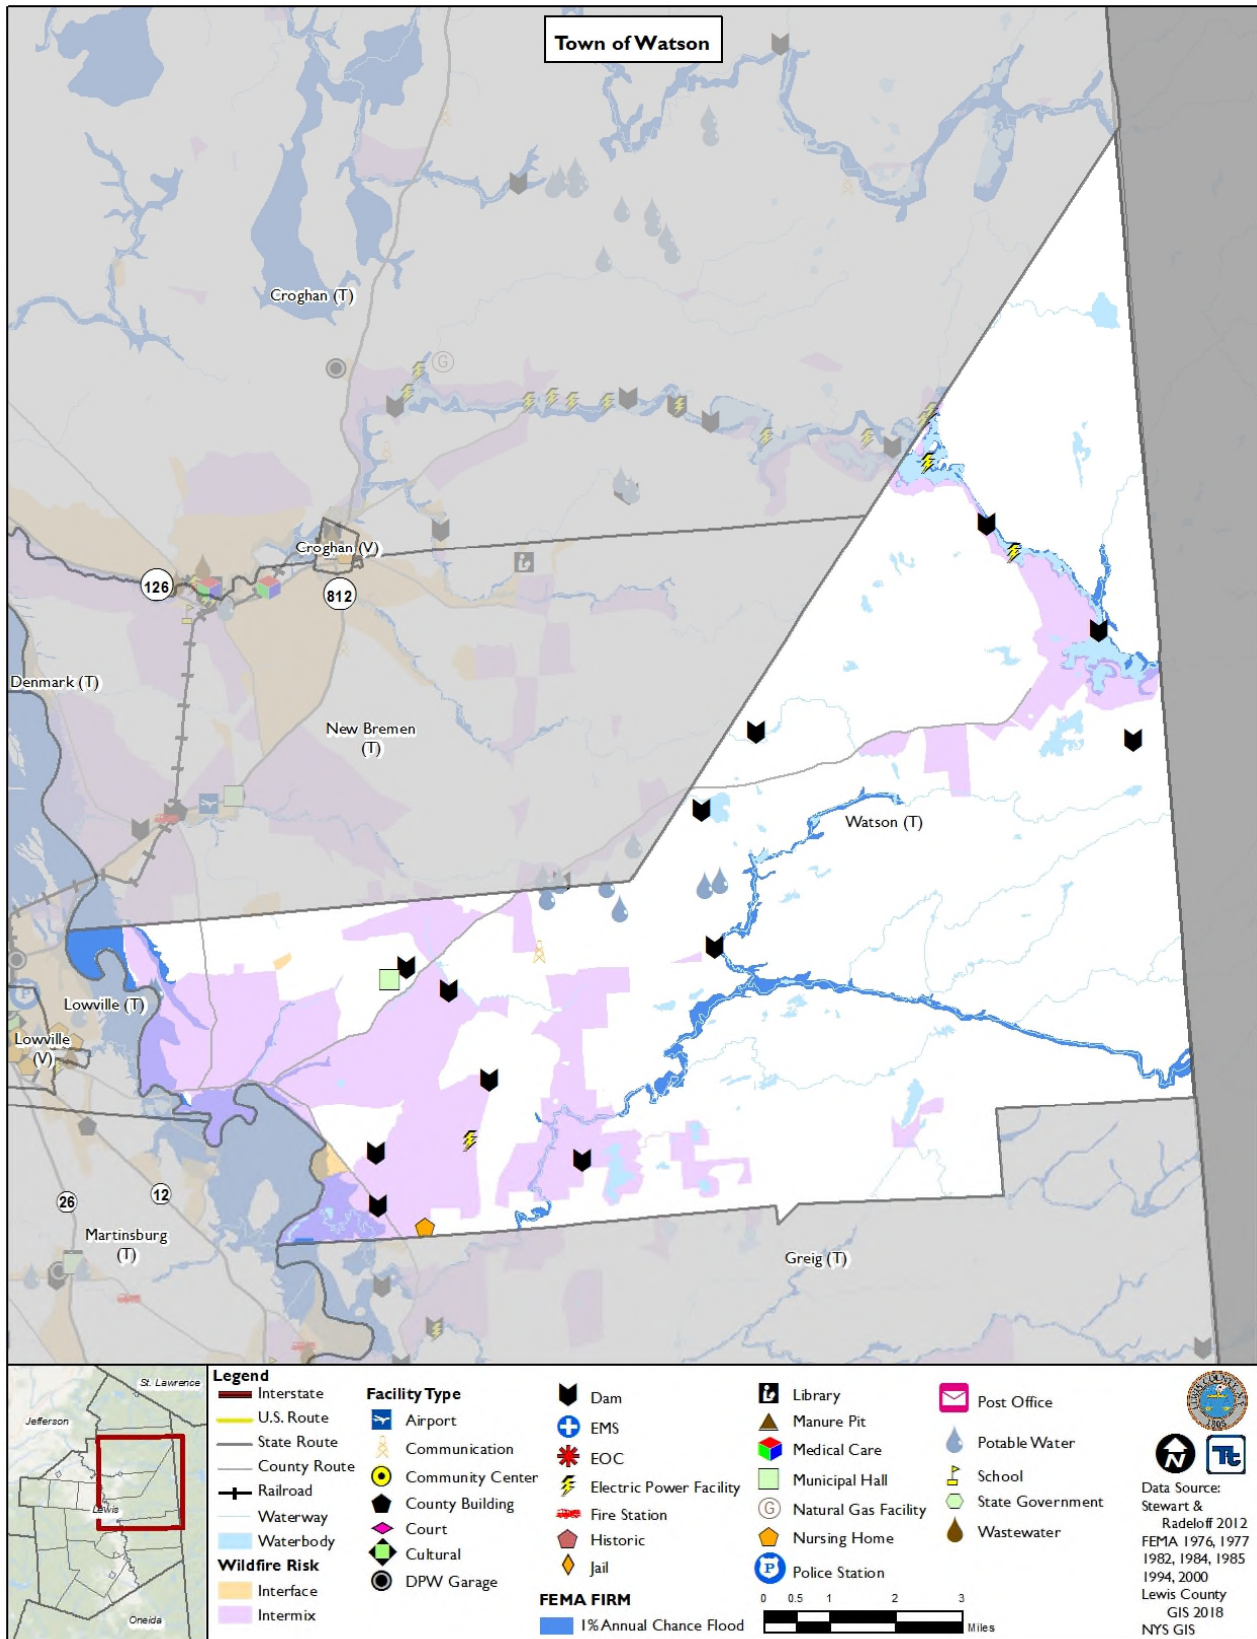 Town of Watson
Croghan (T)
G
Croghan (V)
126
812
Denmark (T)
New Bremen
(T)
Watson (T)
Lowville (T)
Lowville
(V)
26
12
Martinsburg
(T)
Greig (T)
St. Lawrence
Jefferson
Lewis
Oneida
Legend
Interstate
U.S. Route
State Route
County Route
Railroad
Waterway
Waterbody
Wildfire Risk
Interface
Intermix
Facility Type
Airport
Communication
Community Center
County Building
Court
Cultural
DPW Garage
Dam
EMS
EOC
Electric Power Facility
Fire Station
Historic
Jail
FEMA FIRM
1% Annual Chance Flood
Library
Manure Pit
Medical Care
Municipal Hall
G Natural Gas Facility
Nursing Home
P Police Station
0 0.5 1 2 3
Miles
Post Office
Potable Water
School
State Government
Wastewater
LEWIS COUNTY, N.Y.
1805
N
Tt
Data Source:
Stewart &
Radeloff 2012
FEMA 1976, 1977
1982, 1984, 1985
1994, 2000
Lewis County
GIS 2018
NYS GIS